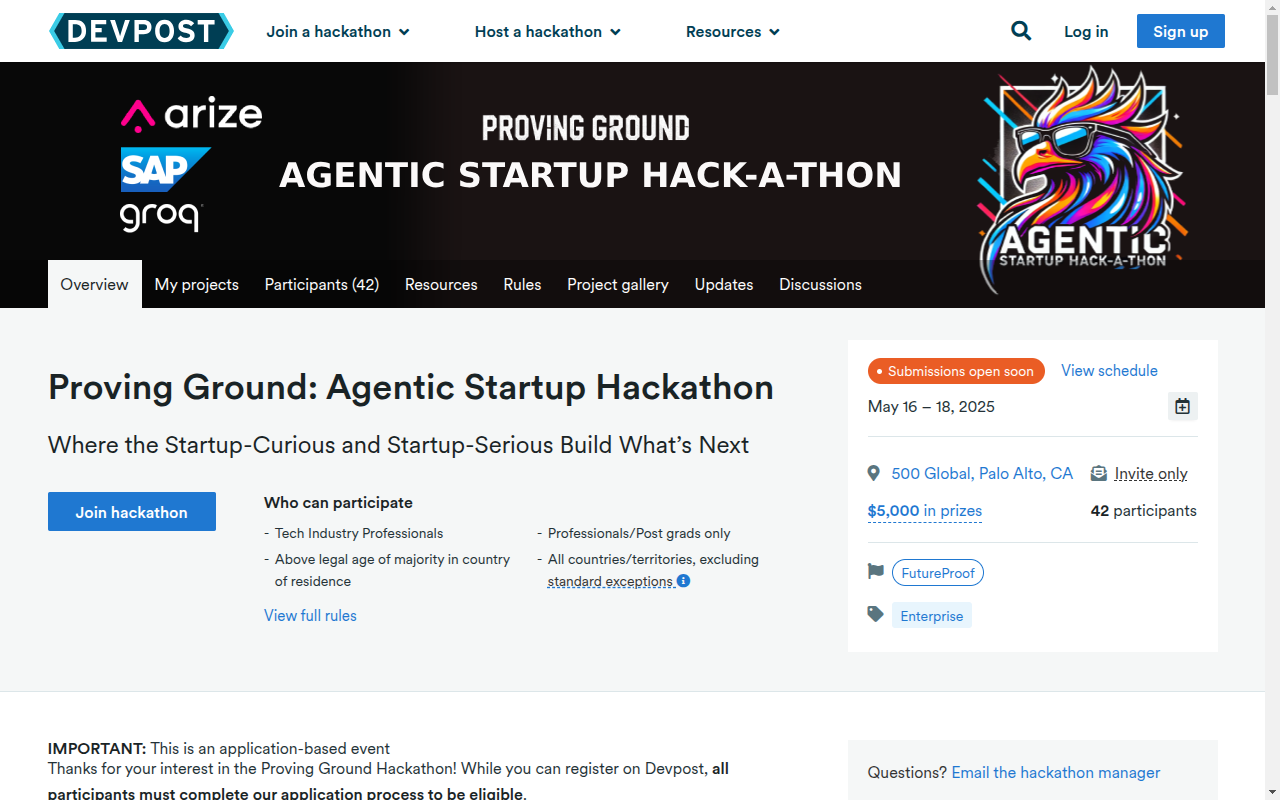 DEVPOST
Join a hackathon
Host a hackathon
Resources
Log in
Sign up
arize
SAP
groq
PROVING GROUND
AGENTIC STARTUP HACK-A-THON
AGENTIC
STARTUP HACK-A-THON
Overview
My projects
Participants (42)
Resources
Rules
Project gallery
Updates
Discussions
Proving Ground: Agentic Startup Hackathon
Where the Startup-Curious and Startup-Serious Build What’s Next
Join hackathon
Who can participate
- Tech Industry Professionals
- Above legal age of majority in country
of residence
- Professionals/Post grads only
- All countries/territories, excluding
standard exceptions
View full rules
Submissions open soon
View schedule
May 16 – 18, 2025
500 Global, Palo Alto, CA
Invite only
$5,000 in prizes
42 participants
FutureProof
Enterprise
IMPORTANT: This is an application-based event
Thanks for your interest in the Proving Ground Hackathon! While you can register on Devpost, all
participants must complete our application process to be eligible.
Questions? Email the hackathon manager